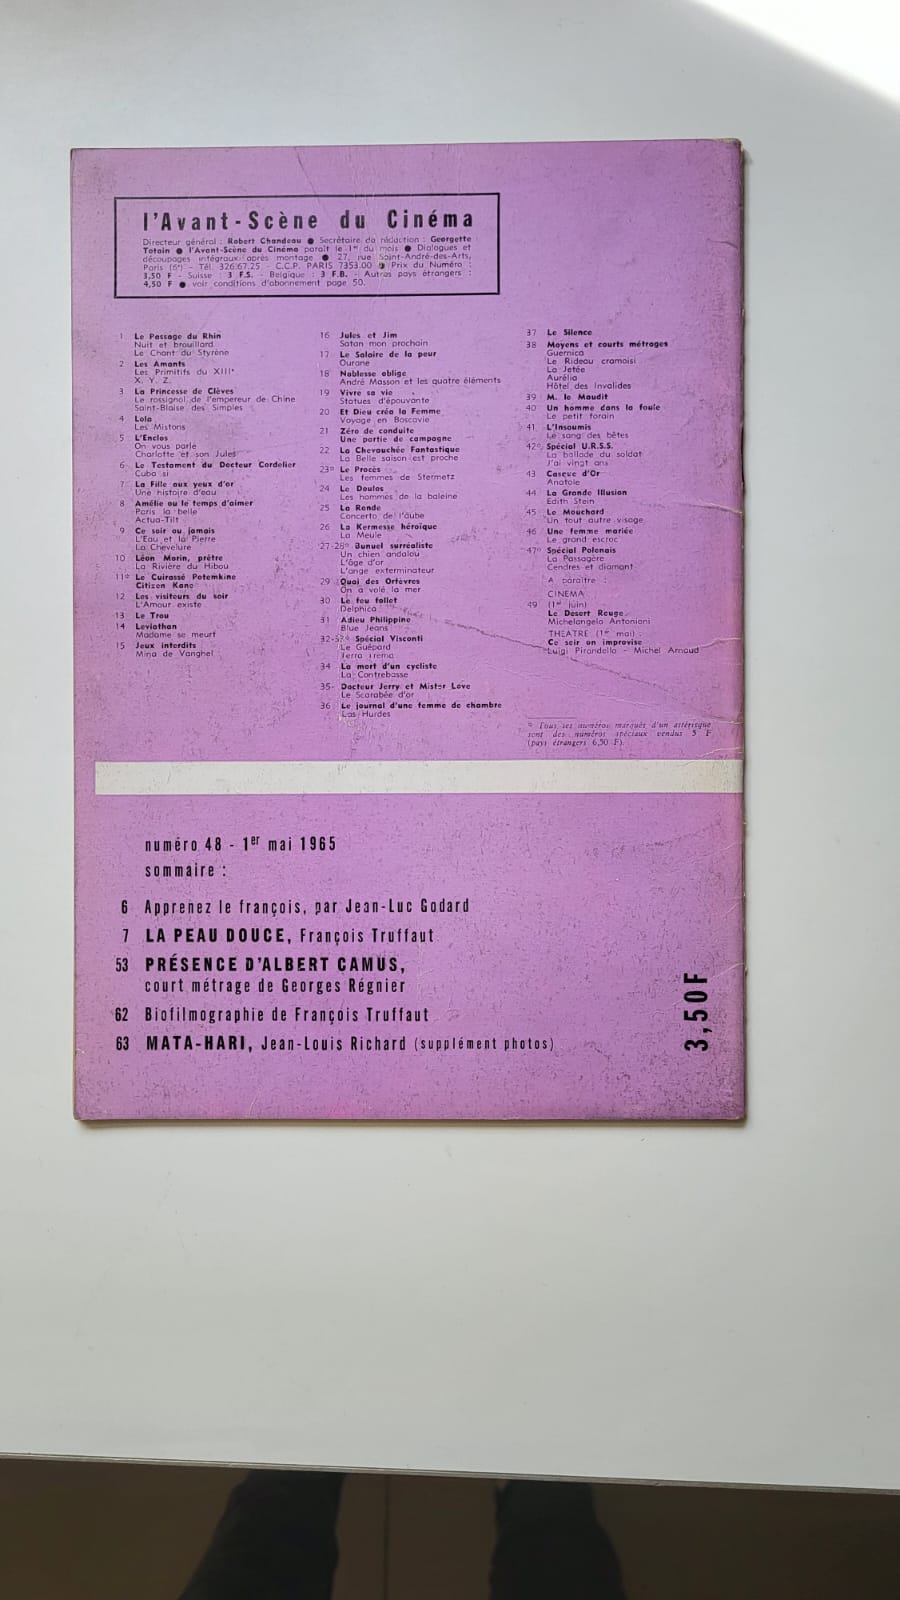 l'Avant-Scène du Cinéma
Directeur général : Robert Chandeau ● Secrétaire de rédaction : Georgette
Totain ● l'Avant-Scène du Cinéma paraît le 1er du mois ● Dialogues et
découpages intégraux après montage ● 27, rue Saint-André-des-Arts,
Paris (6e) - Tél. 326.67.25 - C.C.P. PARIS 7353.00 ● Prix du Numéro :
3,50 F - Suisse : 3 F.S. - Belgique : 3 F.B. - Autres pays étrangers :
4,50 F ● voir conditions d'abonnement page 50.
1 Le Passage du Rhin
Nuit et brouillard
Le Chant du Styrène
2 Les Amants
Les Primitifs du XIIIe
X. Y. Z.
3 La Princesse de Clèves
Le rossignol de l'empereur de Chine
Saint-Blaise des Simples
4 Lola
Les Mistons
5 L'Enclos
On vous parle
Charlotte et son Jules
6 Le Testament du Docteur Cordelier
Cuba si
7 La Fille aux yeux d'or
Une histoire d'eau
8 Amélie ou le temps d'aimer
Paris la belle
Actua-Tilt
9 Ce soir ou jamais
L'Eau et la Pierre
La Chevelure
10 Léon Morin, prêtre
La Rivière du Hibou
11* Le Cuirassé Potemkine
Citizen Kane
12 Les visiteurs du soir
L'Amour existe
13 Le Trou
14 Leviathan
Madame se meurt
15 Jeux interdits
Mina de Vanghel
16 Jules et Jim
Satan mon prochain
17 Le Salaire de la peur
Ourane
18 Noblesse oblige
André Masson et les quatre éléments
19 Vivre sa vie
Statues d'épouvante
20 Et Dieu créa la Femme
Voyage en Boscavie
21 Zéro de conduite
Une partie de campagne
22 La Chevauchée Fantastique
La Belle saison est proche
23* Le Procès
Les femmes de Stermetz
24 Le Doulos
Les hommes de la baleine
25 La Ronde
Concerto de l'aube
26 La Kermesse héroïque
La Meule
27-28* Bunuel surréaliste
Un chien andalou
L'âge d'or
L'ange exterminateur
29 Quai des Orfèvres
On a volé la mer
30 Le feu follet
Delphica
31 Adieu Philippine
Blue Jeans
32-33* Spécial Visconti
Le Guépard
Terra Trema
34 La mort d'un cycliste
La Contrebasse
35 Docteur Jerry et Mister Love
Le Scarabée d'or
36 Le journal d'une femme de chambre
Las Hurdes
37 Le Silence
38 Moyens et courts métrages
Guernica
Le Rideau cramoisi
La Jetée
Aurélia
Hôtel des Invalides
39 M. le Maudit
40 Un homme dans la foule
Le petit forain
41 L'Insoumis
Le sang des bêtes
42* Spécial U.R.S.S.
La ballade du soldat
J'ai vingt ans
43 Casque d'Or
Anatole
44 La Grande Illusion
Edith Stein
45 Le Mouchard
Un tout autre visage
46 Une femme mariée
Le grand escroc
47* Spécial Polonais
La Passagère
Cendres et diamant
A paraître :
CINEMA
49 (1er juin)
Le Désert Rouge
Michelangelo Antonioni
THEATRE (1er mai) :
Ce soir on improvise
Luigi Pirandello - Michel Arnaud
* Tous les numéros marqués d'un astérisque
sont des numéros spéciaux vendus 5 F
(pays étrangers 6,50 F).
numéro 48 - 1er mai 1965
sommaire :
6 Apprenez le françois, par Jean-Luc Godard
7 LA PEAU DOUCE, François Truffaut
53 PRÉSENCE D'ALBERT CAMUS,
court métrage de Georges Régnier
62 Biofilmographie de François Truffaut
63 MATA-HARI, Jean-Louis Richard (supplément photos)
3,50F